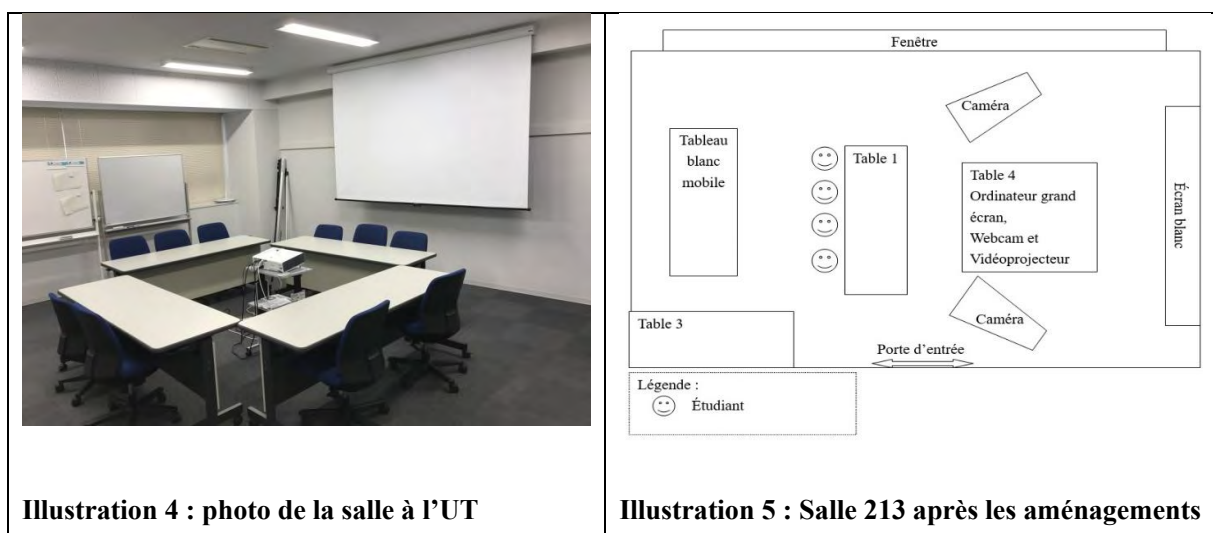 Fenêtre
Caméra
Tableau
blanc
mobile
Table 1
Table 4
Ordinateur grand
écran,
Webcam et
Vidéoprojecteur
Écran blanc
Caméra
Table 3
Porte d’entrée
Légende :
Étudiant
Illustration 4 : photo de la salle à l’UT
Illustration 5 : Salle 213 après les aménagements